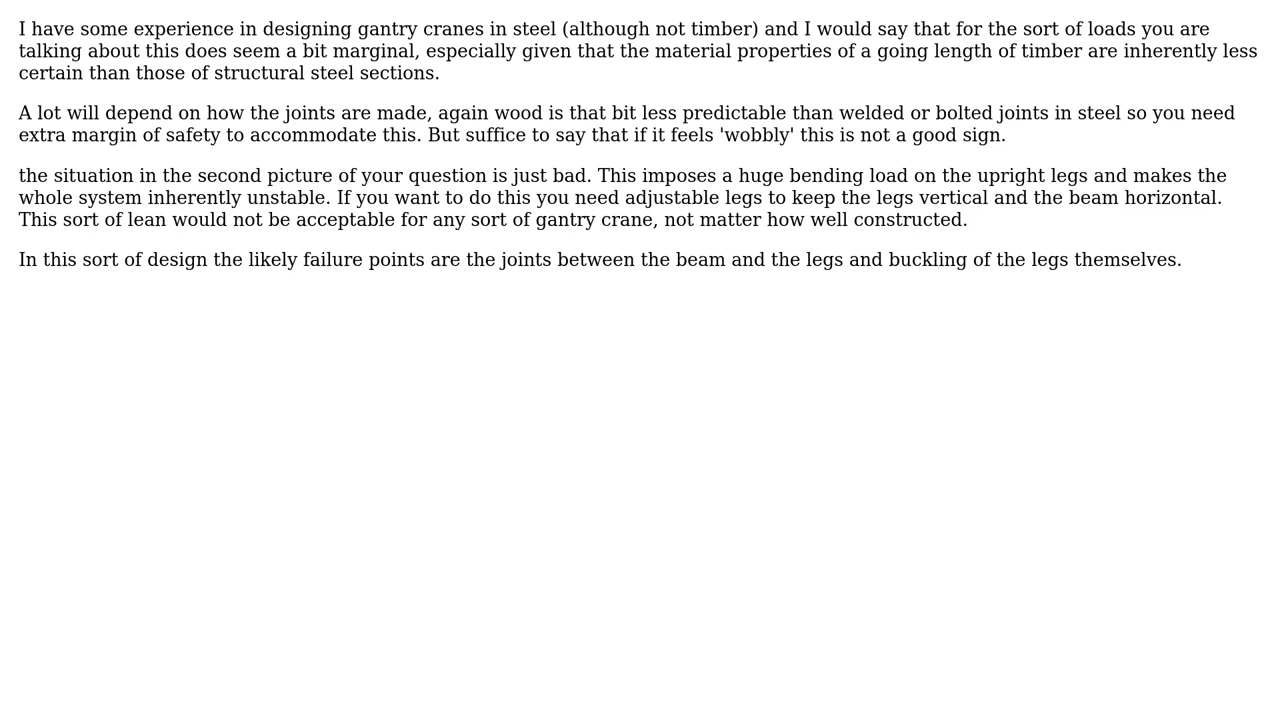 I have some experience in designing gantry cranes in steel (although not timber) and I would say that for the sort of loads you are
talking about this does seem a bit marginal, especially given that the material properties of a going length of timber are inherently less
certain than those of structural steel sections.
A lot will depend on how the joints are made, again wood is that bit less predictable than welded or bolted joints in steel so you need
extra margin of safety to accommodate this. But suffice to say that if it feels 'wobbly' this is not a good sign.
the situation in the second picture of your question is just bad. This imposes a huge bending load on the upright legs and makes the
whole system inherently unstable. If you want to do this you need adjustable legs to keep the legs vertical and the beam horizontal.
This sort of lean would not be acceptable for any sort of gantry crane, not matter how well constructed.
In this sort of design the likely failure points are the joints between the beam and the legs and buckling of the legs themselves.